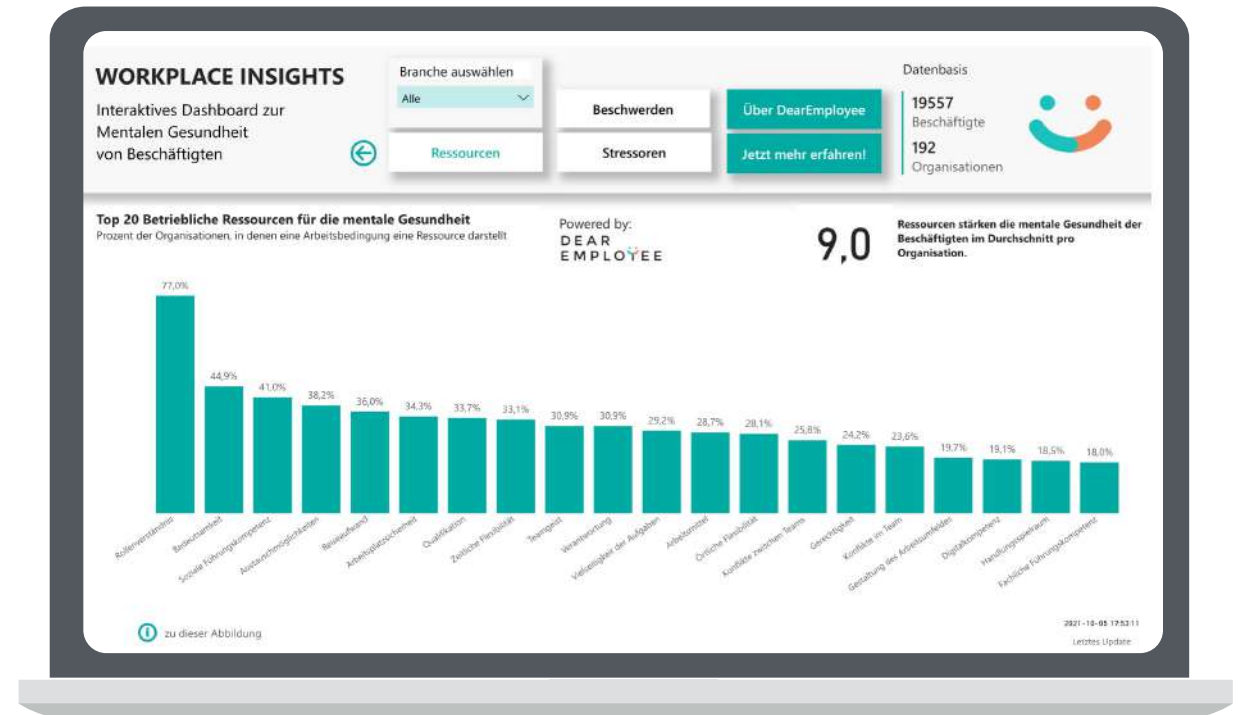 WORKPLACE INSIGHTS
Interaktives Dashboard zur
Mentalen Gesundheit
von Beschäftigten
Branche auswählen
Alle
Ressourcen
Beschwerden
Stressoren
Über DearEmployee
Jetzt mehr erfahren!
Datenbasis
19557
Beschäftigte
192
Organisationen
Top 20 Betriebliche Ressourcen für die mentale Gesundheit
Prozent der Organisationen, in denen eine Arbeitsbedingung eine Ressource darstellt
Powered by:
DEAR
EMPLOYEE
9,0
Ressourcen stärken die mentale Gesundheit der
Beschäftigten im Durchschnitt pro
Organisation.
77,0%
44,9%
41,0%
38,2%
36,0%
34,3%
33,7%
33,1%
30,9%
30,9%
29,2%
28,7%
28,1%
25,8%
24,2%
23,6%
19,7%
19,1%
18,5%
18,0%
Rollenverständnis
Bedeutsamkeit
Soziale Führungskompetenz
Austauschmöglichkeiten
Reiseaufwand
Arbeitsplatzsicherheit
Qualifikation
Zeitliche Flexibilität
Teamgeist
Verantwortung
Vielseitigkeit der Aufgaben
Arbeitsmittel
Örtliche Flexibilität
Konflikte zwischen Teams
Gerechtigkeit
Konflikte im Team
Gestaltung des Arbeitsumfeldes
Digitalkompetenz
Handlungsspielraum
Fachliche Führungskompetenz
zu dieser Abbildung
2021-10-05 17:52:11
Letztes Update